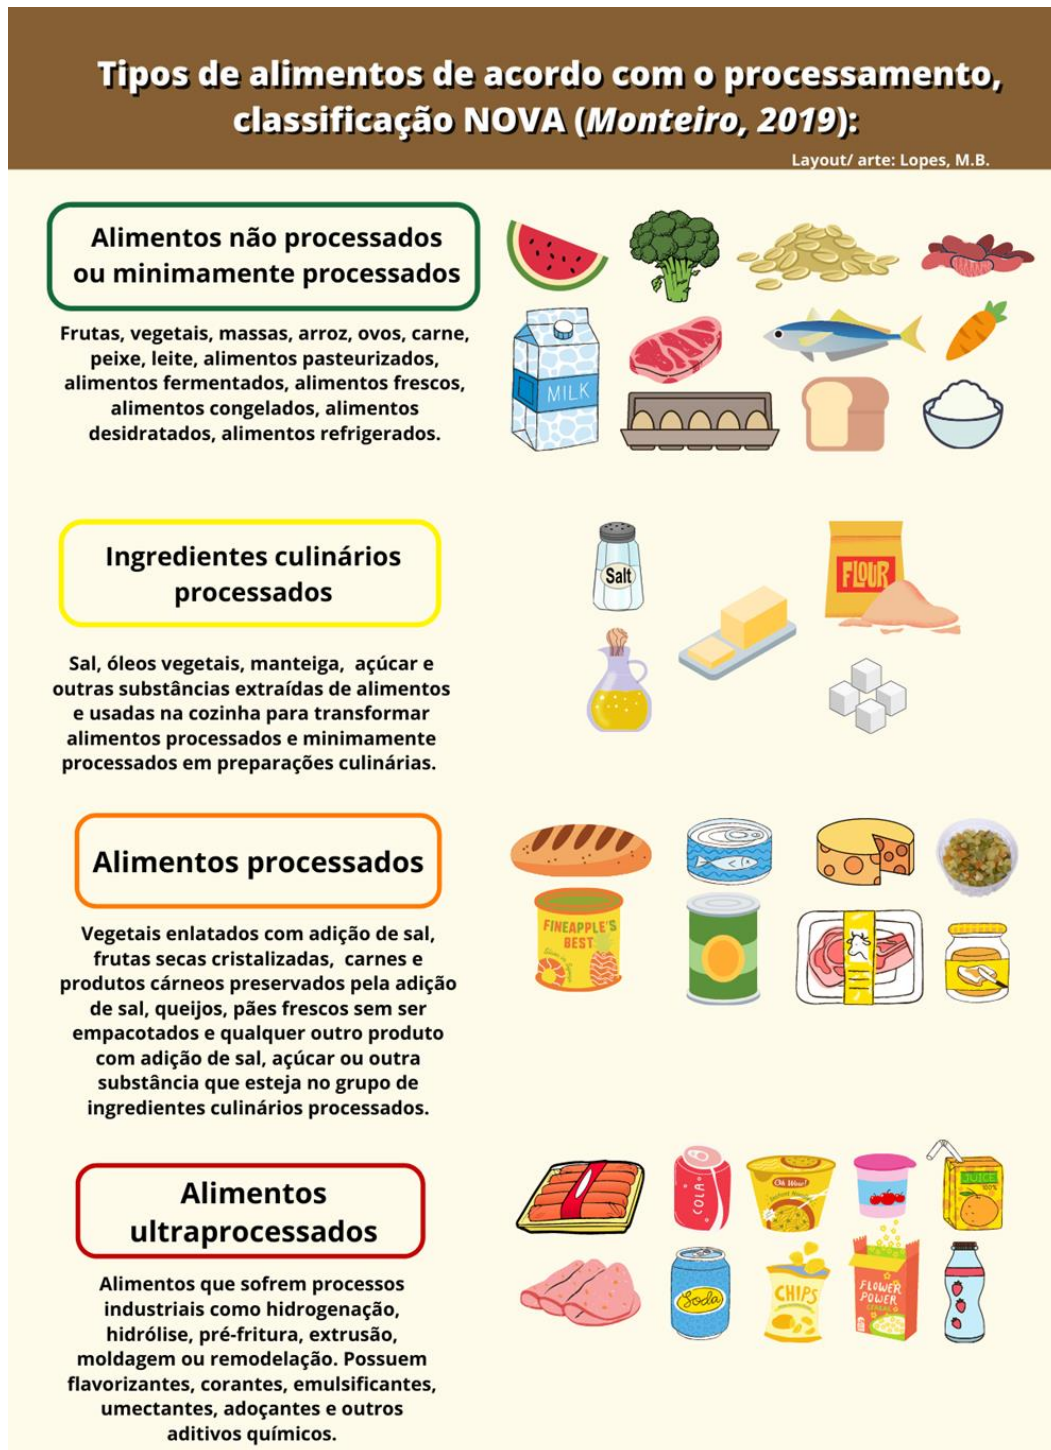 Tipos de alimentos de acordo com o processamento,
classificação NOVA (Monteiro, 2019):
Layout/ arte: Lopes, M.B.
Alimentos não processados
ou minimamente processados
Frutas, vegetais, massas, arroz, ovos, carne,
peixe, leite, alimentos pasteurizados,
alimentos fermentados, alimentos frescos,
alimentos congelados, alimentos
desidratados, alimentos refrigerados.
MILK
Ingredientes culinários
processados
Sal, óleos vegetais, manteiga, açúcar e
outras substâncias extraídas de alimentos
e usadas na cozinha para transformar
alimentos processados e minimamente
processados em preparações culinárias.
Salt
FLOUR
Alimentos processados
Vegetais enlatados com adição de sal,
frutas secas cristalizadas, carnes e
produtos cárneos preservados pela adição
de sal, queijos, pães frescos sem ser
empacotados e qualquer outro produto
com adição de sal, açúcar ou outra
substância que esteja no grupo de
ingredientes culinários processados.
FINEAPPLE'S
BEST
Alimentos
ultraprocessados
Alimentos que sofrem processos
industriais como hidrogenação,
hidrólise, pré-fritura, extrusão,
moldagem ou remodelação. Possuem
flavorizantes, corantes, emulsificantes,
umectantes, adoçantes e outros
aditivos químicos.
COLA
Oh Wow!
JUICE
100%
Soda
CHIPS
FLOWER
POWER
CEREAL